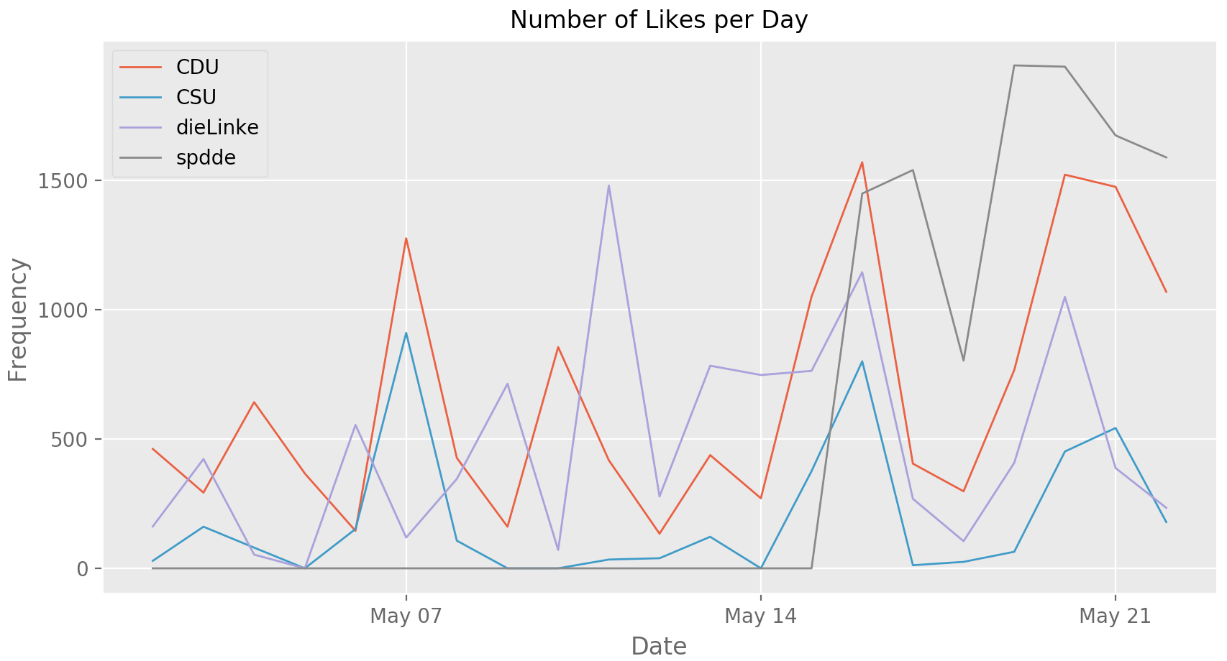 Number of Likes per Day
CDU
CSU
dieLinke
spdde
1500
1000
500
0
Frequency
May 07
May 14
May 21
Date